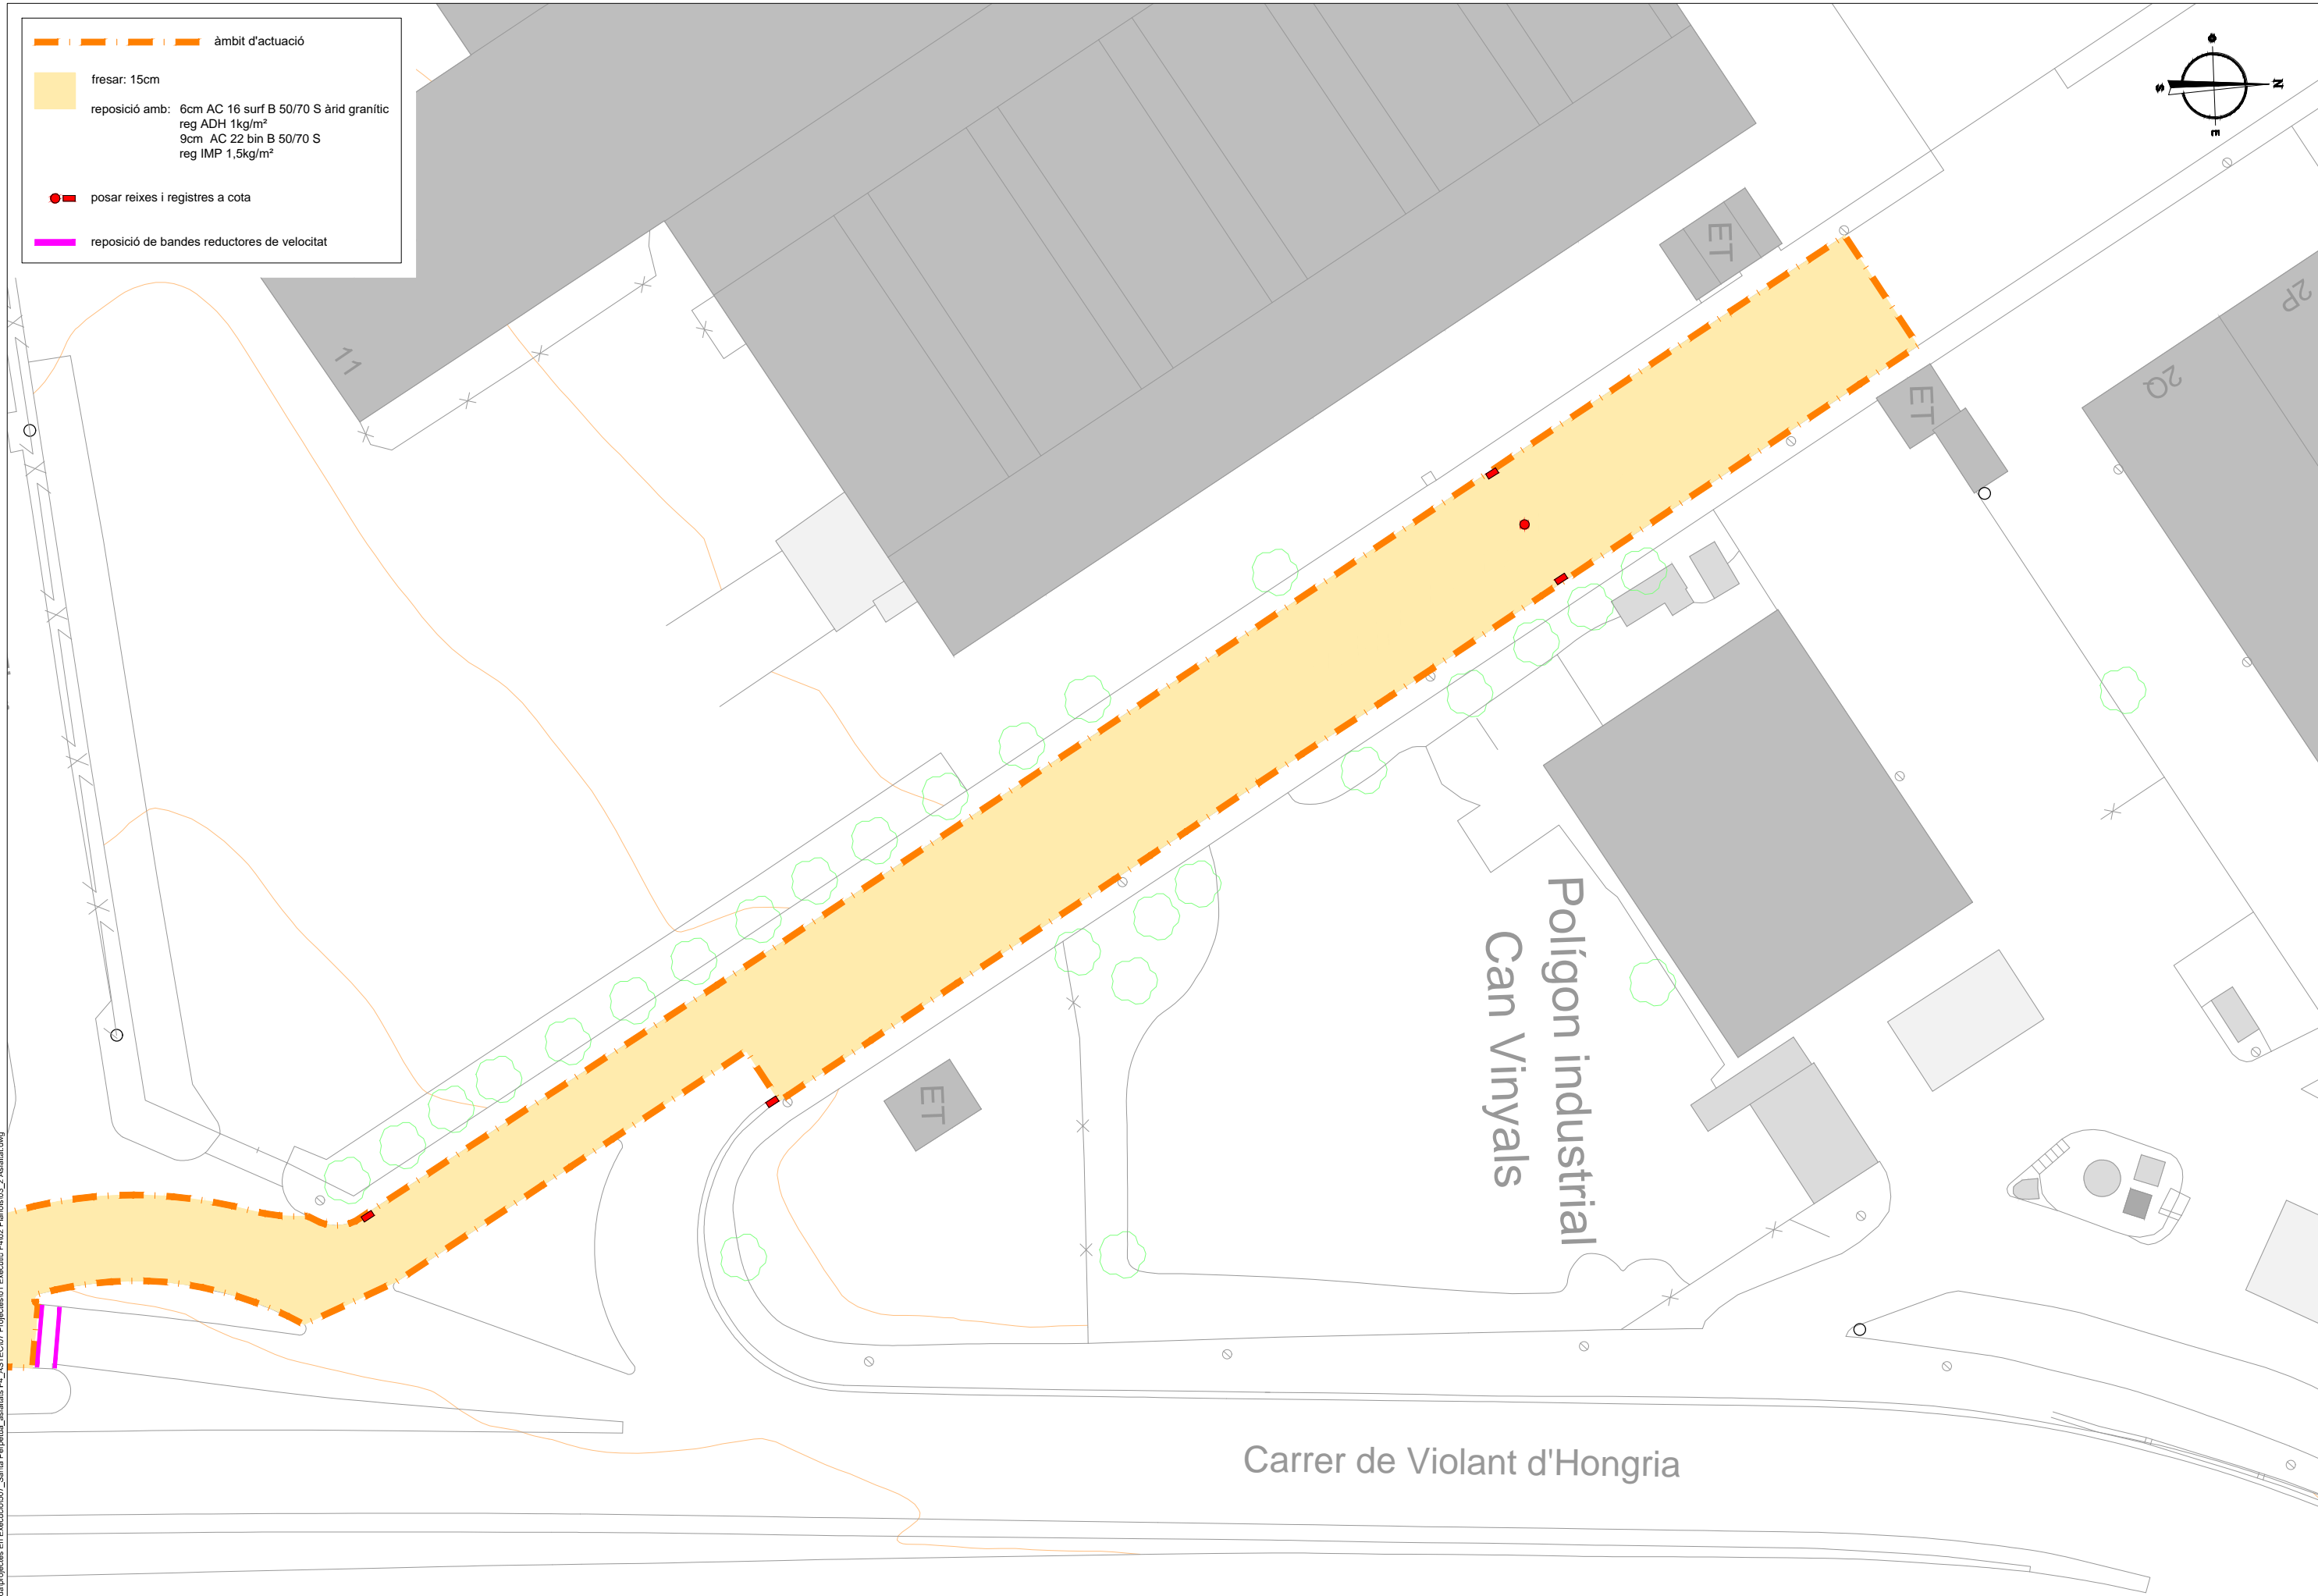 àmbit d'actuació
fresar: 15cm
reposició amb: 6cm AC 16 surf B 50/70 S àrid granític
reg ADH 1kg/m²
9cm AC 22 bin B 50/70 S
reg IMP 1,5kg/m²
posar reixes i registres a cota
reposició de bandes reductores de velocitat
O
S
N
E
11
ET
ET
2P
2Q
ET
Polígon industrial
Can Vinyals
Carrer de Violant d'Hongria